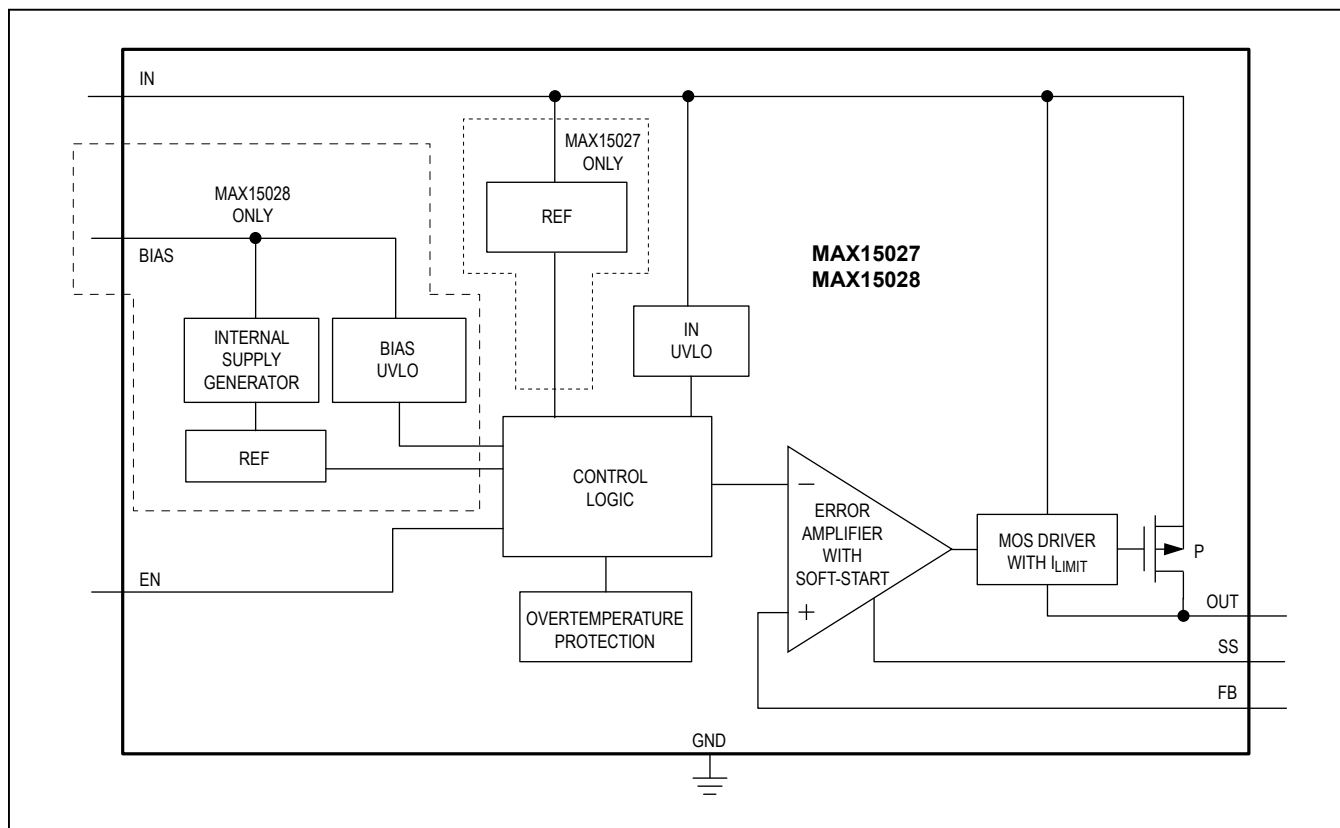 IN
MAX15027
ONLY
MAX15028
ONLY
REF
BIAS
MAX15027
MAX15028
INTERNAL
SUPPLY
GENERATOR
BIAS
UVLO
IN
UVLO
REF
CONTROL
LOGIC
−
ERROR
AMPLIFIER
WITH
SOFT-START
+
MOS DRIVER
WITH ILIMIT
P
EN
OVERTEMPERATURE
PROTECTION
OUT
SS
FB
GND